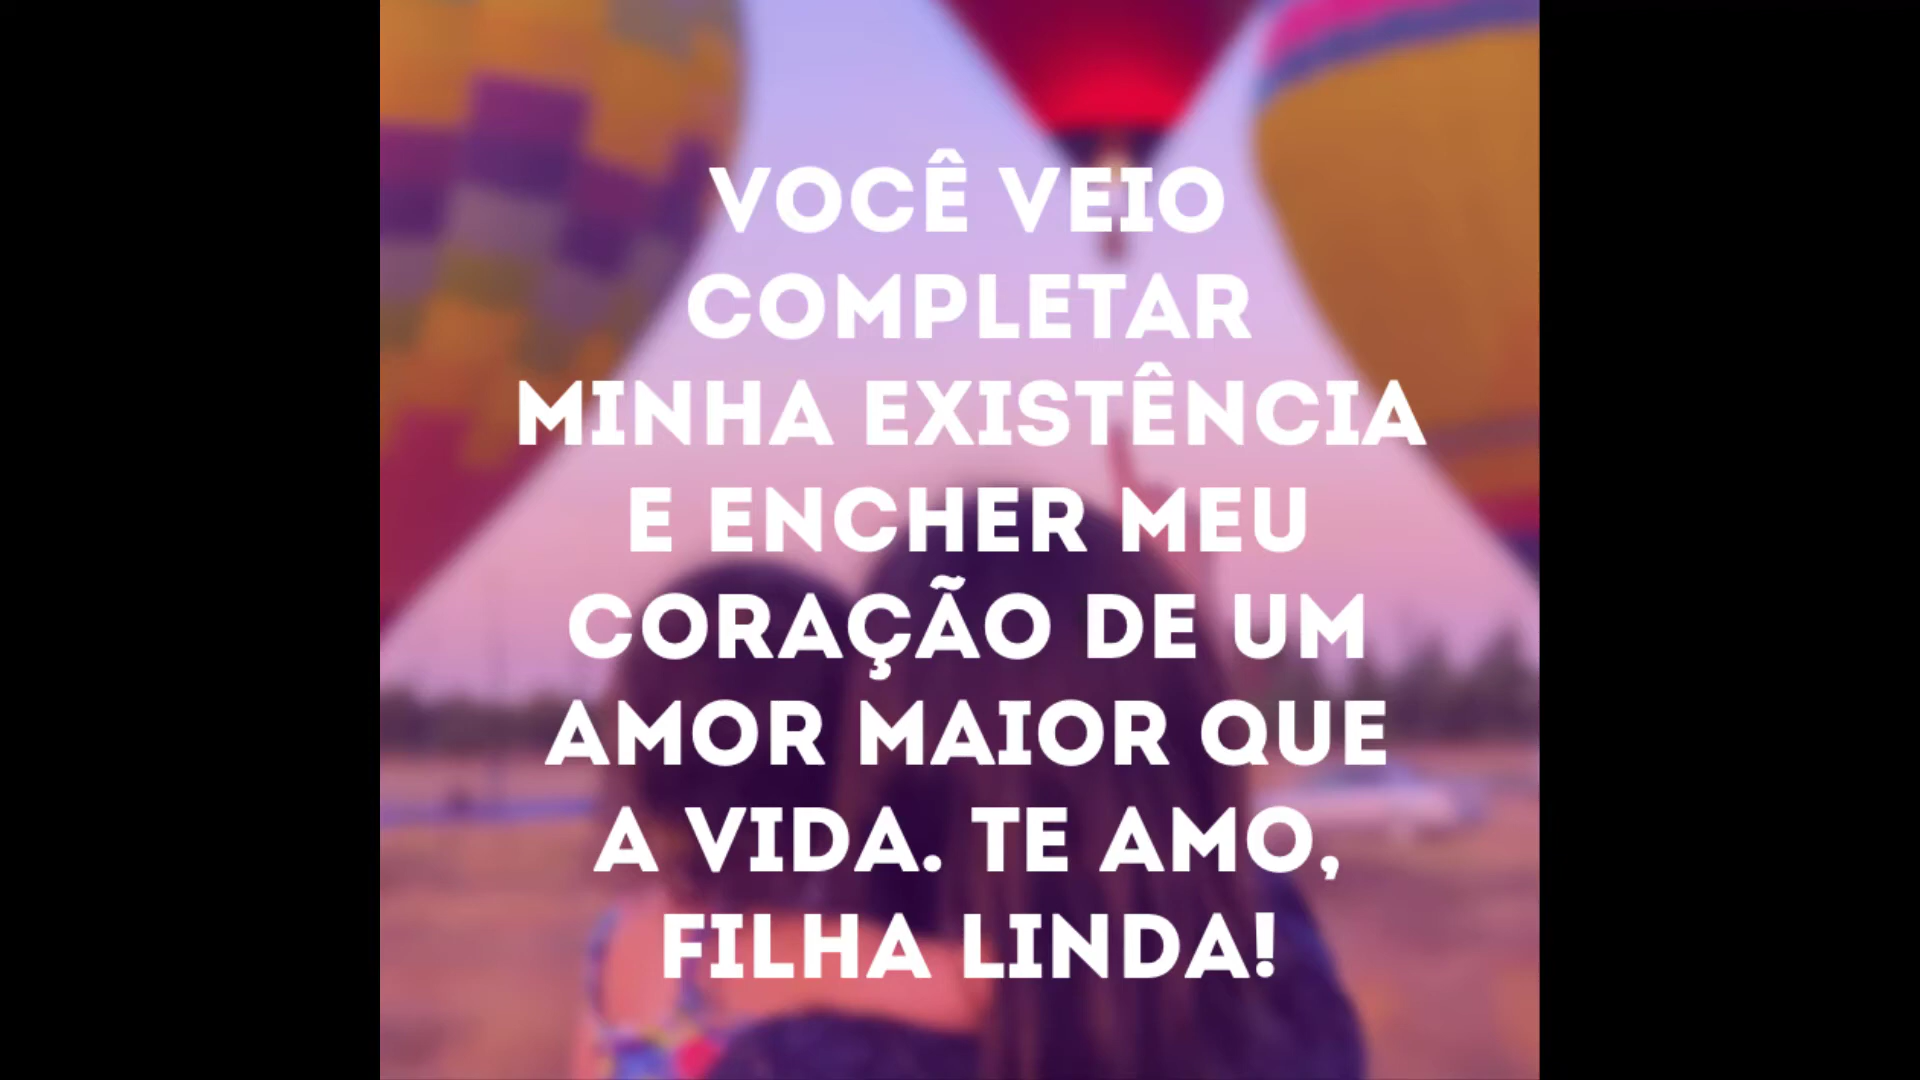 VOCÊ VEIO
COMPLETAR
MINHA EXISTÊNCIA
E ENCHER MEU
CORAÇÃO DE UM
AMOR MAIOR QUE
A VIDA. TE AMO,
FILHA LINDA!